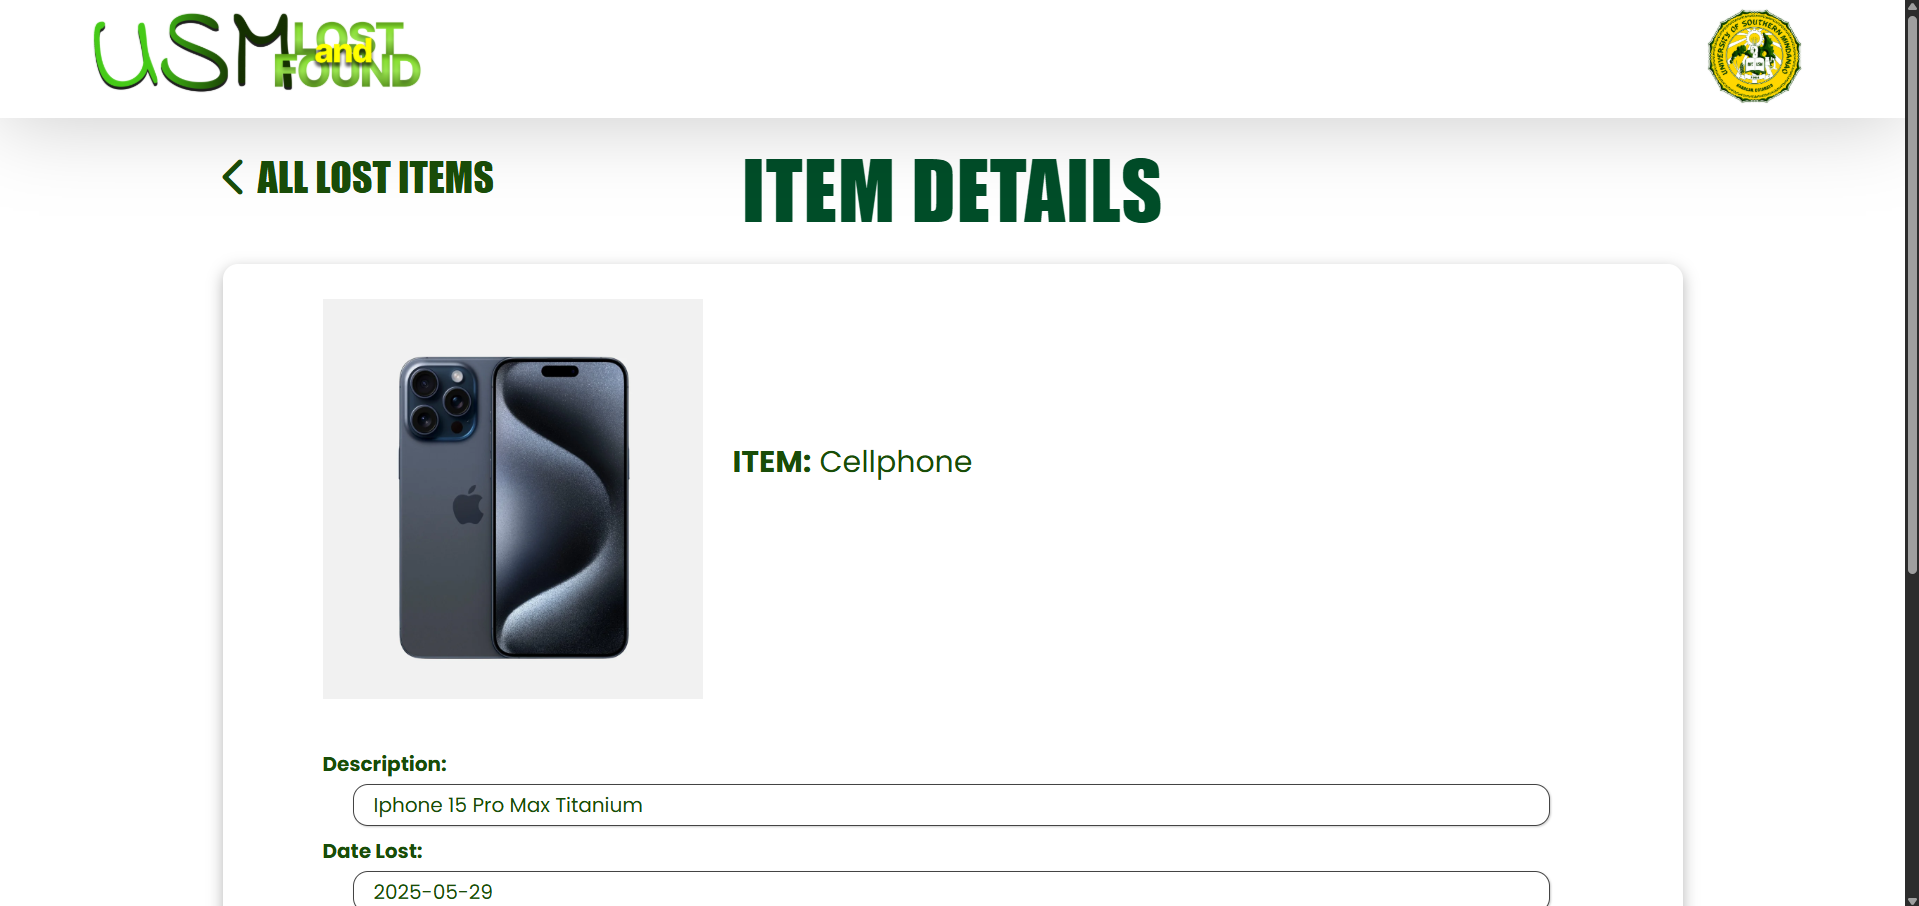 USM LOST and FOUND
UNIVERSITY OF SOUTHERN MINDANAO
ALL LOST ITEMS
ITEM DETAILS
ITEM: Cellphone
Description:
Iphone 15 Pro Max Titanium
Date Lost:
2025-05-29